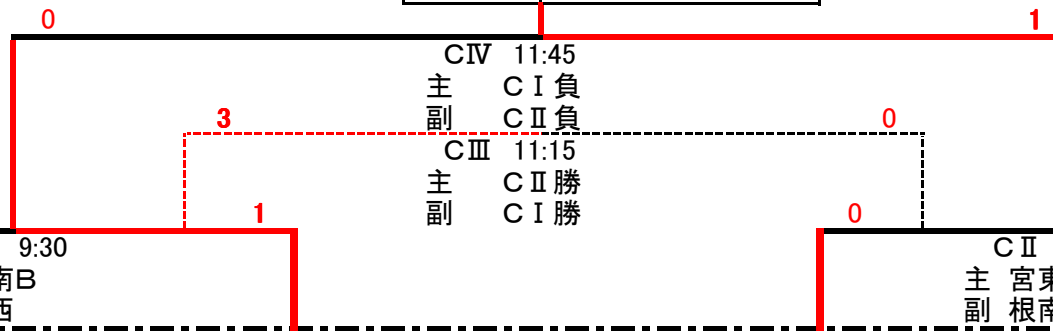 0
1
CⅣ 11:45
主 CⅠ負
副 CⅡ負
3
0
CⅢ 11:15
主 CⅡ勝
副 CⅠ勝
1
0
9:30
CⅡ
南B
主 宮東
西
副 根南